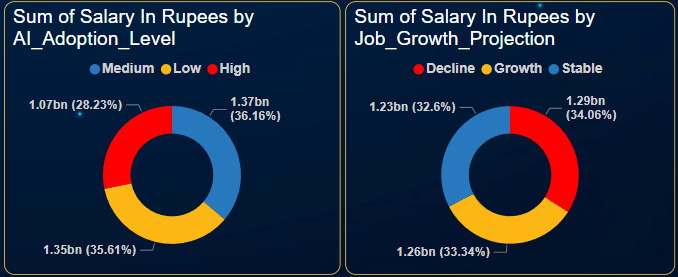 Sum of Salary In Rupees by
AI_Adoption_Level
Medium Low High
1.07bn (28.23%)
1.37bn
(36.16%)
1.35bn (35.61%)
Sum of Salary In Rupees by
Job_Growth_Projection
Decline Growth Stable
1.23bn (32.6%)
1.29bn
(34.06%)
1.26bn (33.34%)